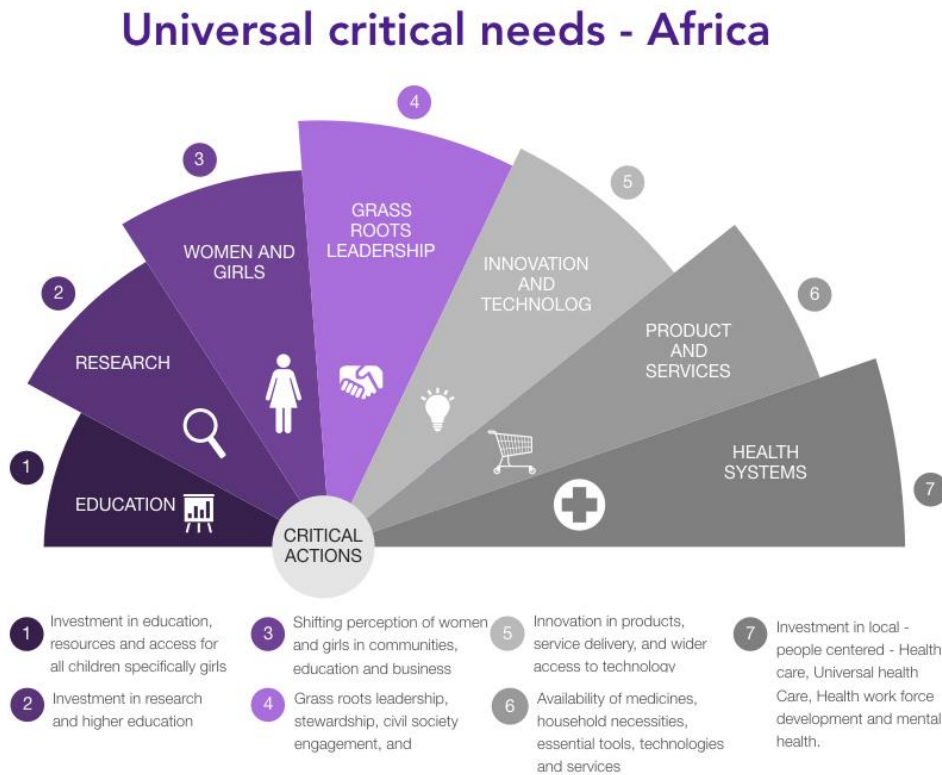 Universal critical needs - Africa
1
2
3
4
5
6
7
EDUCATION
RESEARCH
WOMEN AND
GIRLS
GRASS
ROOTS
LEADERSHIP
INNOVATION
AND
TECHNOLOG
PRODUCT
AND
SERVICES
HEALTH
SYSTEMS
CRITICAL
ACTIONS
1
Investment in education,
resources and access for
all children specifically girls
2
Investment in research
and higher education
3
Shifting perception of women
and girls in communities,
education and business
4
Grass roots leadership,
stewardship, civil society
engagement, and
5
Innovation in products,
service delivery, and wider
access to technology
6
Availability of medicines,
household necessities,
essential tools, technologies
and services
7
Investment in local -
people centered - Health
care, Universal health
Care, Health work force
development and mental
health.